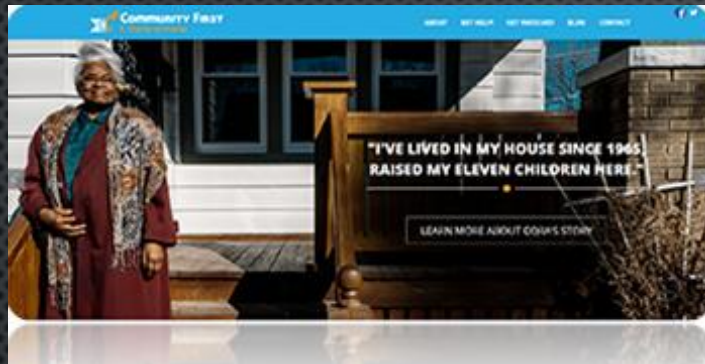 COMMUNITY FIRST
ABOUT GET HELP GET INVOLVED BLOG CONTACT
"I'VE LIVED IN MY HOUSE SINCE 1965,
RAISED MY ELEVEN CHILDREN HERE."
LEARN MORE ABOUT CORA'S STORY